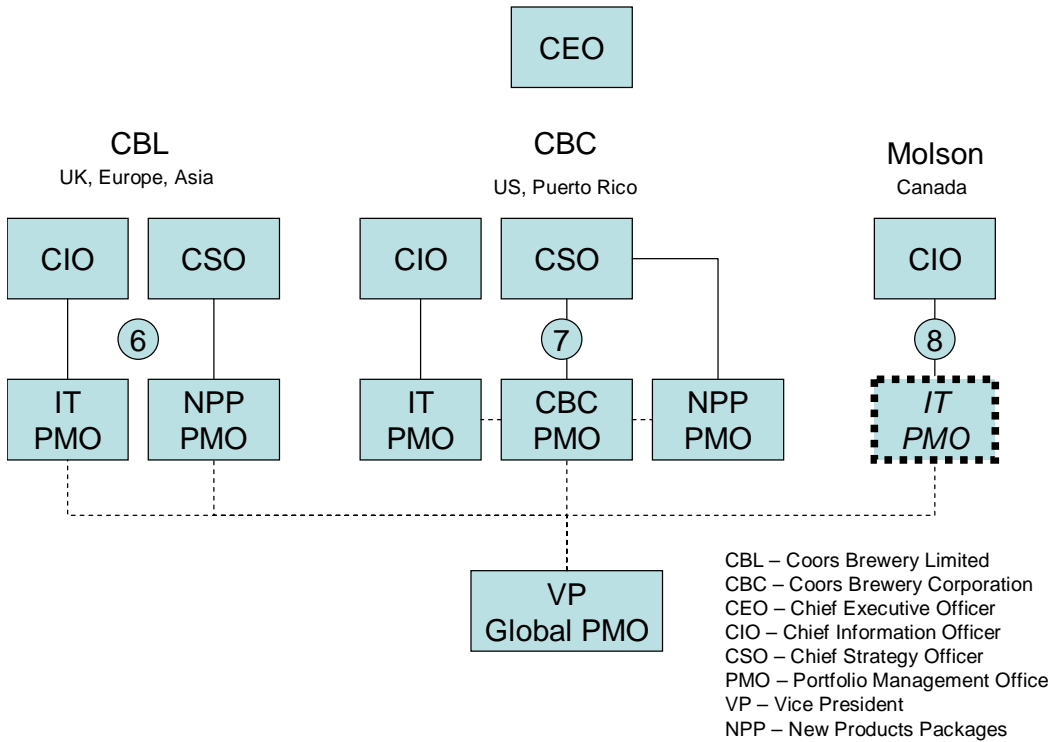 CEO
CBL
UK, Europe, Asia
CBC
US, Puerto Rico
Molson
Canada
CIO
CSO
CIO
CSO
CIO
6
7
8
IT
PMO
NPP
PMO
IT
PMO
CBC
PMO
NPP
PMO
IT
PMO
VP
Global PMO
CBL – Coors Brewery Limited
CBC – Coors Brewery Corporation
CEO – Chief Executive Officer
CIO – Chief Information Officer
CSO – Chief Strategy Officer
PMO – Portfolio Management Office
VP – Vice President
NPP – New Products Packages